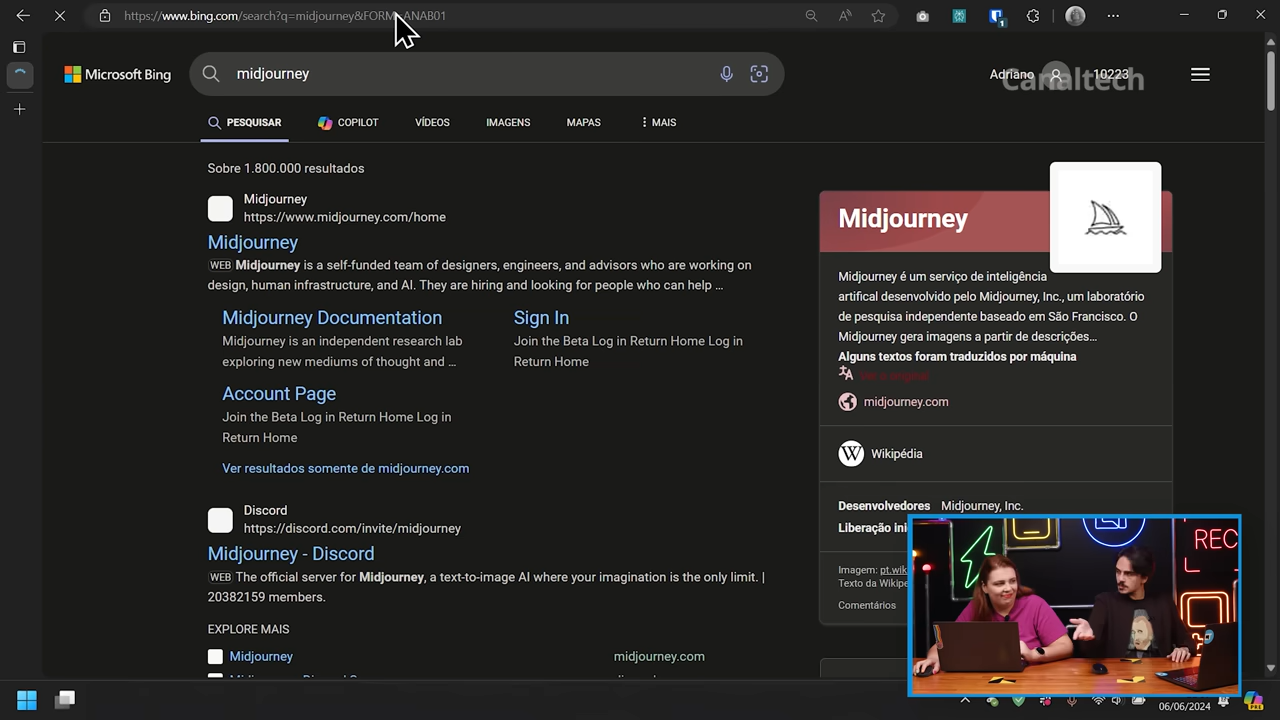 https://www.bing.com/search?q=midjourney&FORM=ANAB01
Microsoft Bing
midjourney
Adriano
10223
Canaltech
PESQUISAR
COPILOT
VÍDEOS
IMAGENS
MAPAS
MAIS
Sobre 1.800.000 resultados
Midjourney
https://www.midjourney.com/home
Midjourney
WEB Midjourney is a self-funded team of designers, engineers, and advisors who are working on
design, human infrastructure, and AI. They are hiring and looking for people who can help ...
Midjourney Documentation
Midjourney is an independent research lab
exploring new mediums of thought and ...
Sign In
Join the Beta Log in Return Home Log in
Return Home
Account Page
Join the Beta Log in Return Home Log in
Return Home
Ver resultados somente de midjourney.com
Discord
https://discord.com/invite/midjourney
Midjourney - Discord
WEB The official server for Midjourney, a text-to-image AI where your imagination is the only limit. |
20382159 members.
EXPLORE MAIS
Midjourney
midjourney.com
Midjourney
Midjourney é um serviço de inteligência
artifical desenvolvido pelo Midjourney, Inc., um laboratório
de pesquisa independente baseado em São Francisco. O
Midjourney gera imagens a partir de descrições...
Alguns textos foram traduzidos por máquina
Ver o original
midjourney.com
W
Wikipédia
Desenvolvedores Midjourney, Inc.
Liberação ini
Imagem: pt.wik
Texto da Wikipe
Comentários
REC
06/06/2024